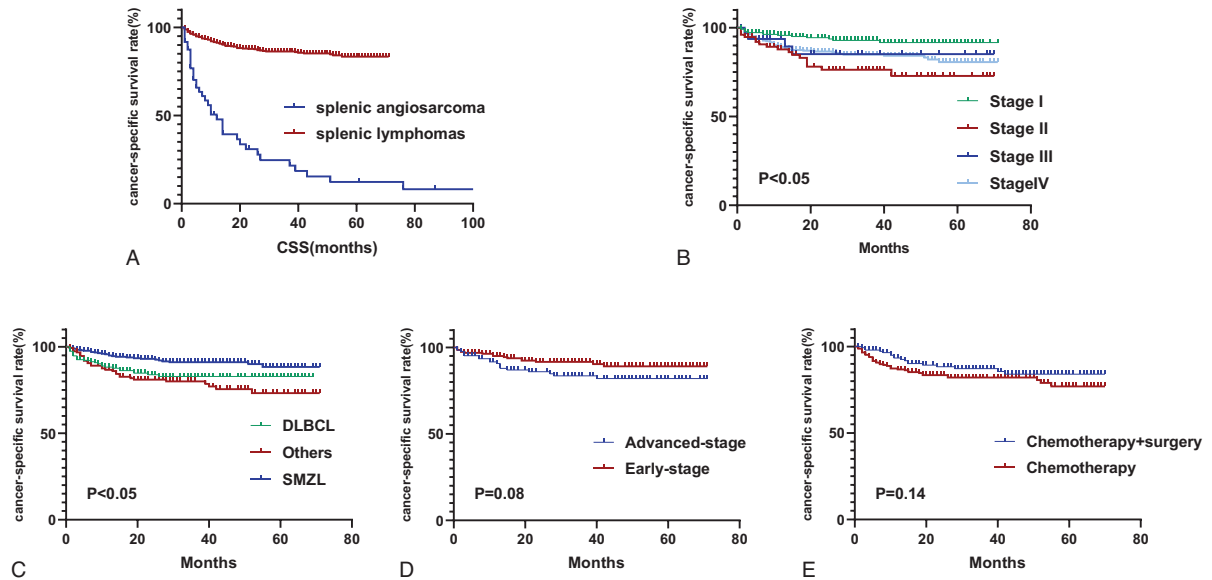 cancer-specific survival rate(%)
100
50
0
0 20 40 60 80 100
CSS(months)
splenic angiosarcoma
splenic lymphomas
A
cancer-specific survival rate(%)
100
50
0
0 20 40 60 80
Months
Stage I
Stage II
Stage III
StageIV
P<0.05
B
cancer-specific survival rate(%)
100
50
0
0 20 40 60 80
Months
DLBCL
Others
SMZL
P<0.05
C
cancer-specific survival rate(%)
100
50
0
0 20 40 60 80
Months
Advanced-stage
Early-stage
P=0.08
D
cancer-specific survival rate(%)
100
50
0
0 20 40 60 80
Months
Chemotherapy+surgery
Chemotherapy
P=0.14
E